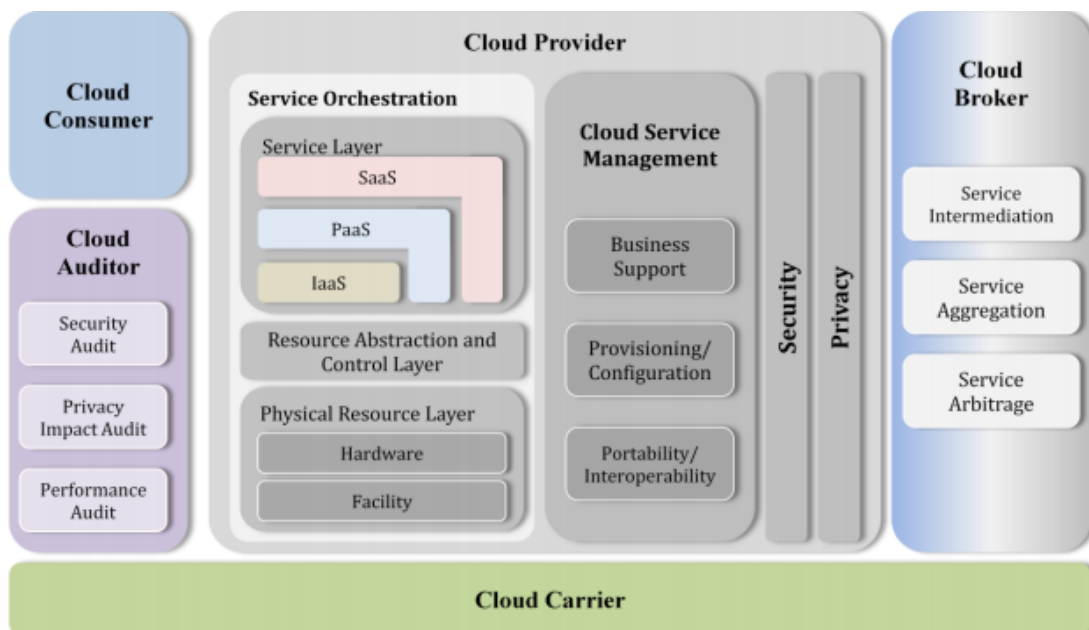 Cloud
Consumer
Cloud
Auditor
Security
Audit
Privacy
Impact Audit
Performance
Audit
Cloud Provider
Service Orchestration
Service Layer
SaaS
PaaS
IaaS
Resource Abstraction and
Control Layer
Physical Resource Layer
Hardware
Facility
Cloud Service
Management
Business
Support
Provisioning/
Configuration
Portability/
Interoperability
Security
Privacy
Cloud
Broker
Service
Intermediation
Service
Aggregation
Service
Arbitrage
Cloud Carrier